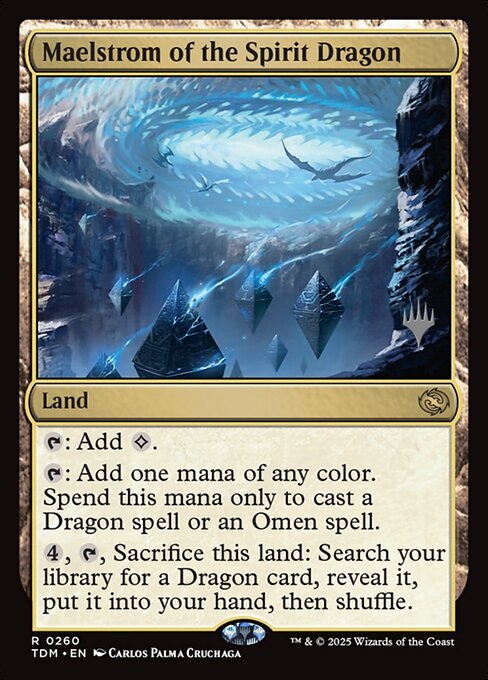 Maelstrom of the Spirit Dragon
Land
: Add .
: Add one mana of any color.
Spend this mana only to cast a
Dragon spell or an Omen spell.
4, , Sacrifice this land: Search your
library for a Dragon card, reveal it,
put it into your hand, then shuffle.
R 0260
TDM • EN CARLOS PALMA CRUCHAGA
™ & © 2025 Wizards of the Coast